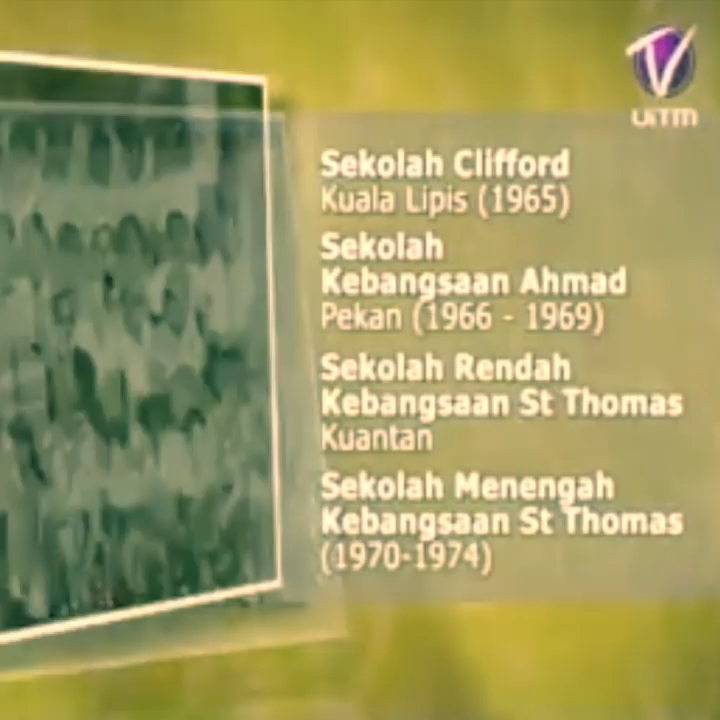 TV
UiTM
Sekolah Clifford
Kuala Lipis (1965)
Sekolah
Kebangsaan Ahmad
Pekan (1966 - 1969)
Sekolah Rendah
Kebangsaan St Thomas
Kuantan
Sekolah Menengah
Kebangsaan St Thomas
(1970-1974)